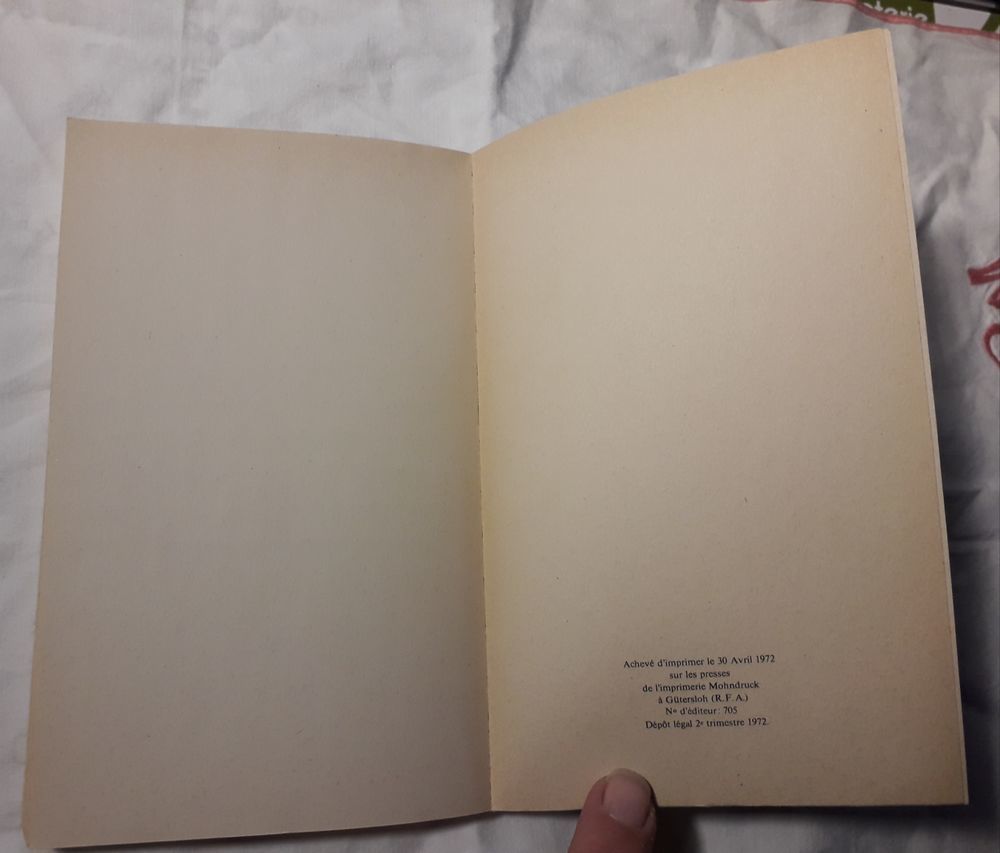 Achevé d'imprimer le 30 Avril 1972
sur les presses
de l'imprimerie Mohndruck
à Gütersloh (R. F. A.)
Nº d'éditeur: 705
Dépôt légal 2e trimestre 1972.